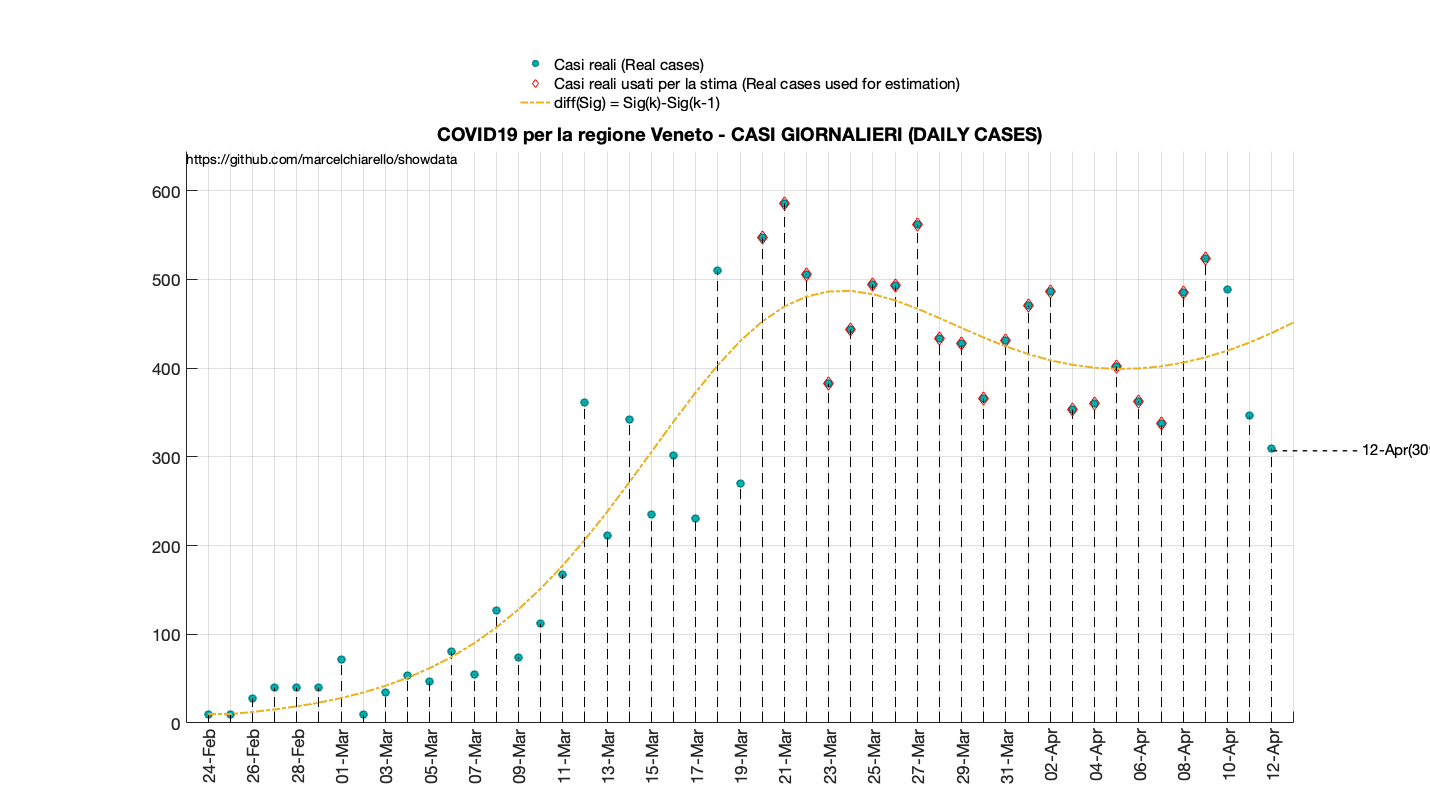 Casi reali (Real cases)
Casi reali usati per la stima (Real cases used for estimation)
diff(Sig) = Sig(k)-Sig(k-1)
COVID19 per la regione Veneto - CASI GIORNALIERI (DAILY CASES)
https://github.com/marcelchiarello/showdata
600
500
400
300
200
100
0
12-Apr(309
24-Feb
26-Feb
28-Feb
01-Mar
03-Mar
05-Mar
07-Mar
09-Mar
11-Mar
13-Mar
15-Mar
17-Mar
19-Mar
21-Mar
23-Mar
25-Mar
27-Mar
29-Mar
31-Mar
02-Apr
04-Apr
06-Apr
08-Apr
10-Apr
12-Apr